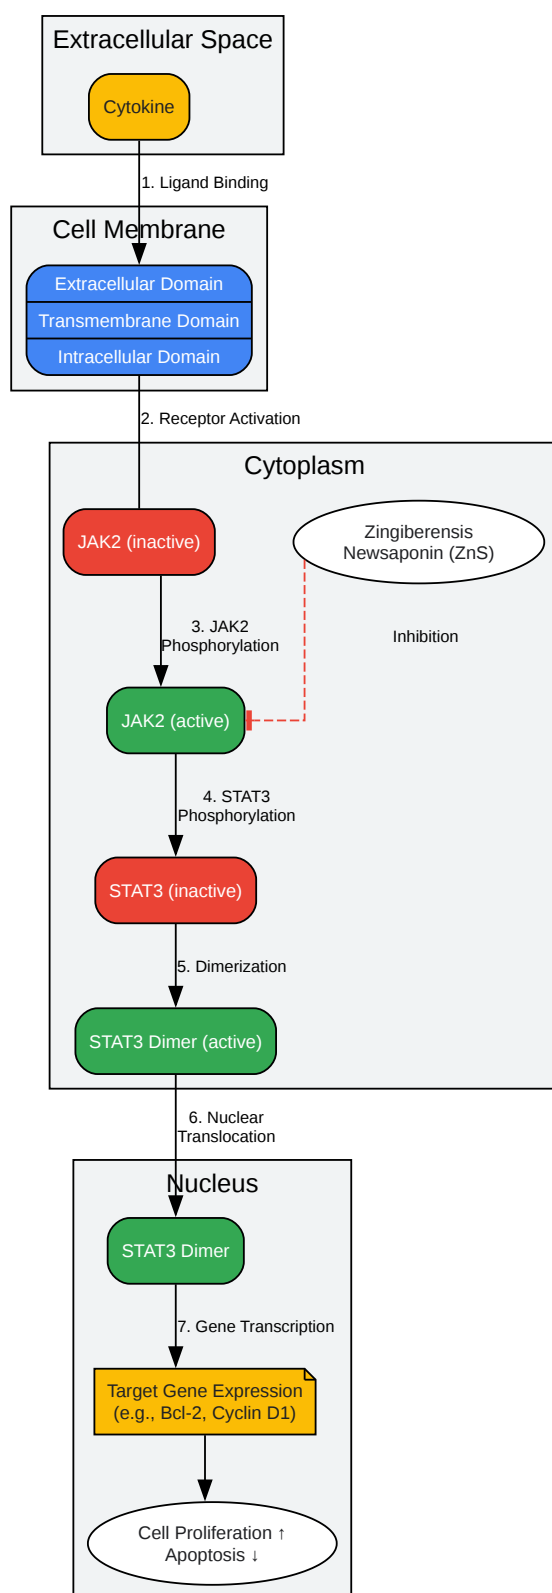 Extracellular Space
Cytokine
1. Ligand Binding
Cell Membrane
Extracellular Domain
Transmembrane Domain
Intracellular Domain
2. Receptor Activation
Cytoplasm
JAK2 (inactive)
Zingiberensis
Newsaponin (ZnS)
3. JAK2
Phosphorylation
Inhibition
JAK2 (active)
4. STAT3
Phosphorylation
STAT3 (inactive)
5. Dimerization
STAT3 Dimer (active)
6. Nuclear
Translocation
Nucleus
STAT3 Dimer
7. Gene Transcription
Target Gene Expression
(e.g., Bcl-2, Cyclin D1)
Cell Proliferation ↑
Apoptosis ↓